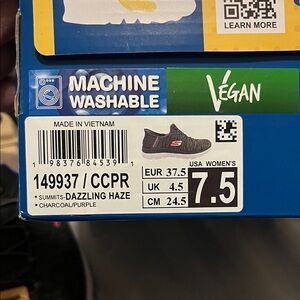 LEARN MORE
MACHINE
WASHABLE
VEGAN
MADE IN VIETNAM
1 98376 84539 1
USA WOMEN'S
149937 / CCPR
• SUMMITS-DAZZLING HAZE
• CHARCOAL/PURPLE
EUR 37.5
UK 4.5
CM 24.5
7.5